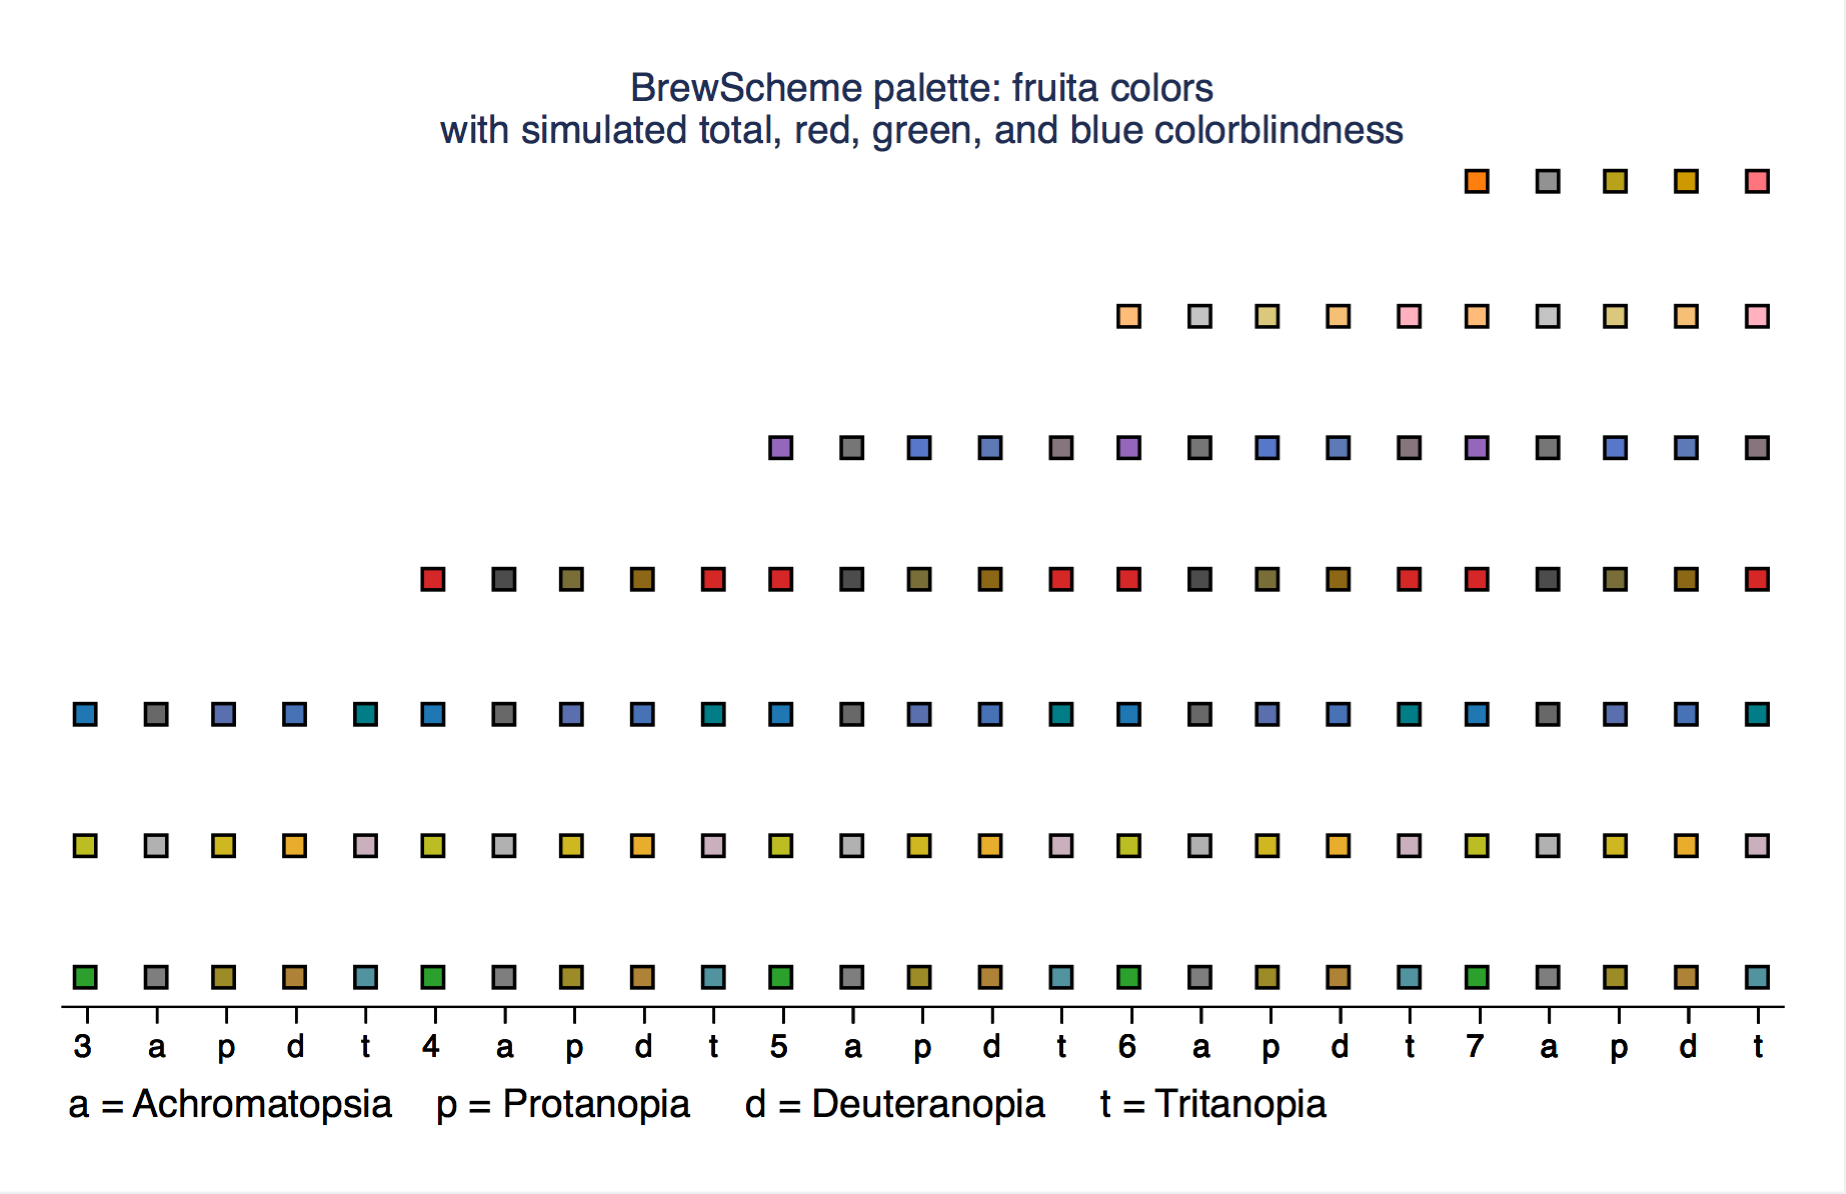 BrewScheme palette: fruita colors
with simulated total, red, green, and blue colorblindness
3 a p d t 4 a p d t 5 a p d t 6 a p d t 7 a p d t
a = Achromatopsia p = Protanopia d = Deuteranopia t = Tritanopia